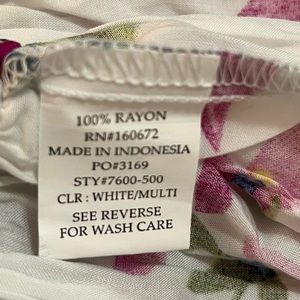 100% RAYON
RN#160672
MADE IN INDONESIA
PO#3169
STY#7600-500
CLR : WHITE/MULTI
SEE REVERSE
FOR WASH CARE